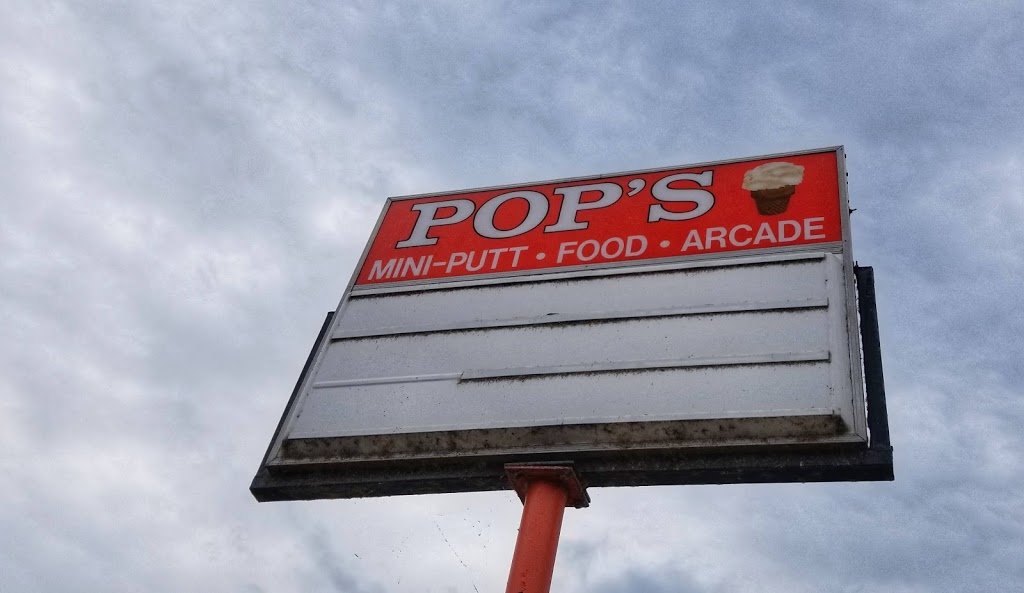 POP'S
MINI-PUTT • FOOD • ARCADE